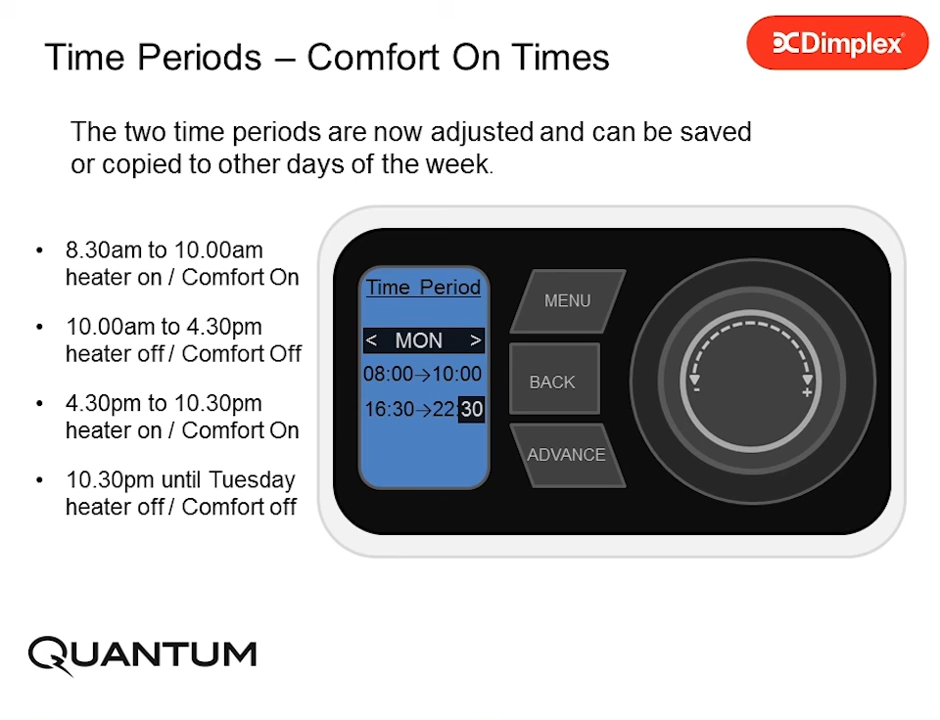 Time Periods – Comfort On Times
Dimplex
The two time periods are now adjusted and can be saved
or copied to other days of the week.
• 8.30am to 10.00am
heater on / Comfort On
• 10.00am to 4.30pm
heater off / Comfort Off
• 4.30pm to 10.30pm
heater on / Comfort On
• 10.30pm until Tuesday
heater off / Comfort off
Time Period
< MON >
08:00→10:00
16:30→22:30
MENU
BACK
ADVANCE
- +
QUANTUM